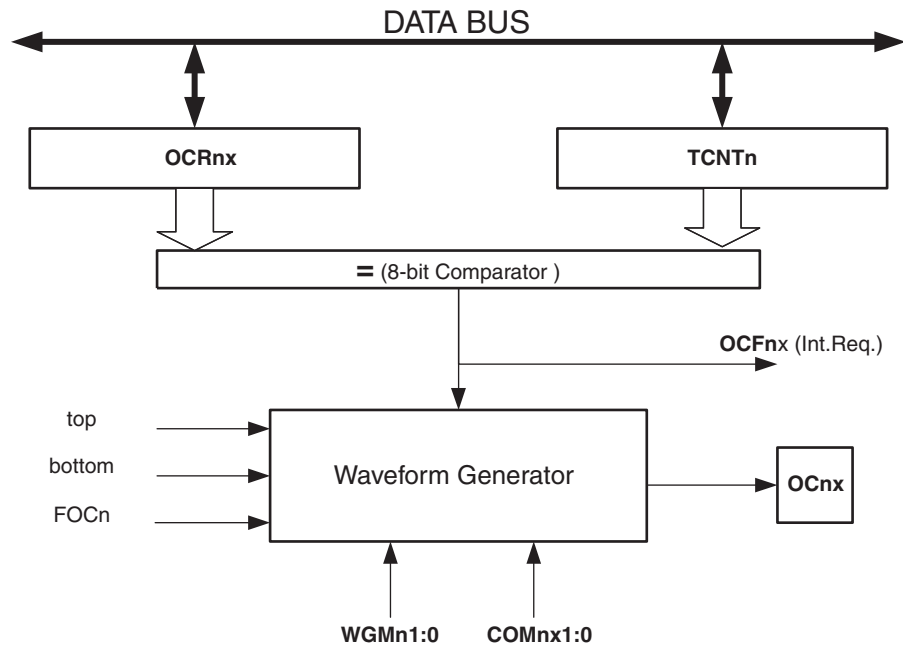 DATA BUS
OCRnx
TCNTn
= (8-bit Comparator )
OCFnx (Int.Req.)
top
bottom
FOCn
Waveform Generator
OCnx
WGMn1:0
COMnx1:0